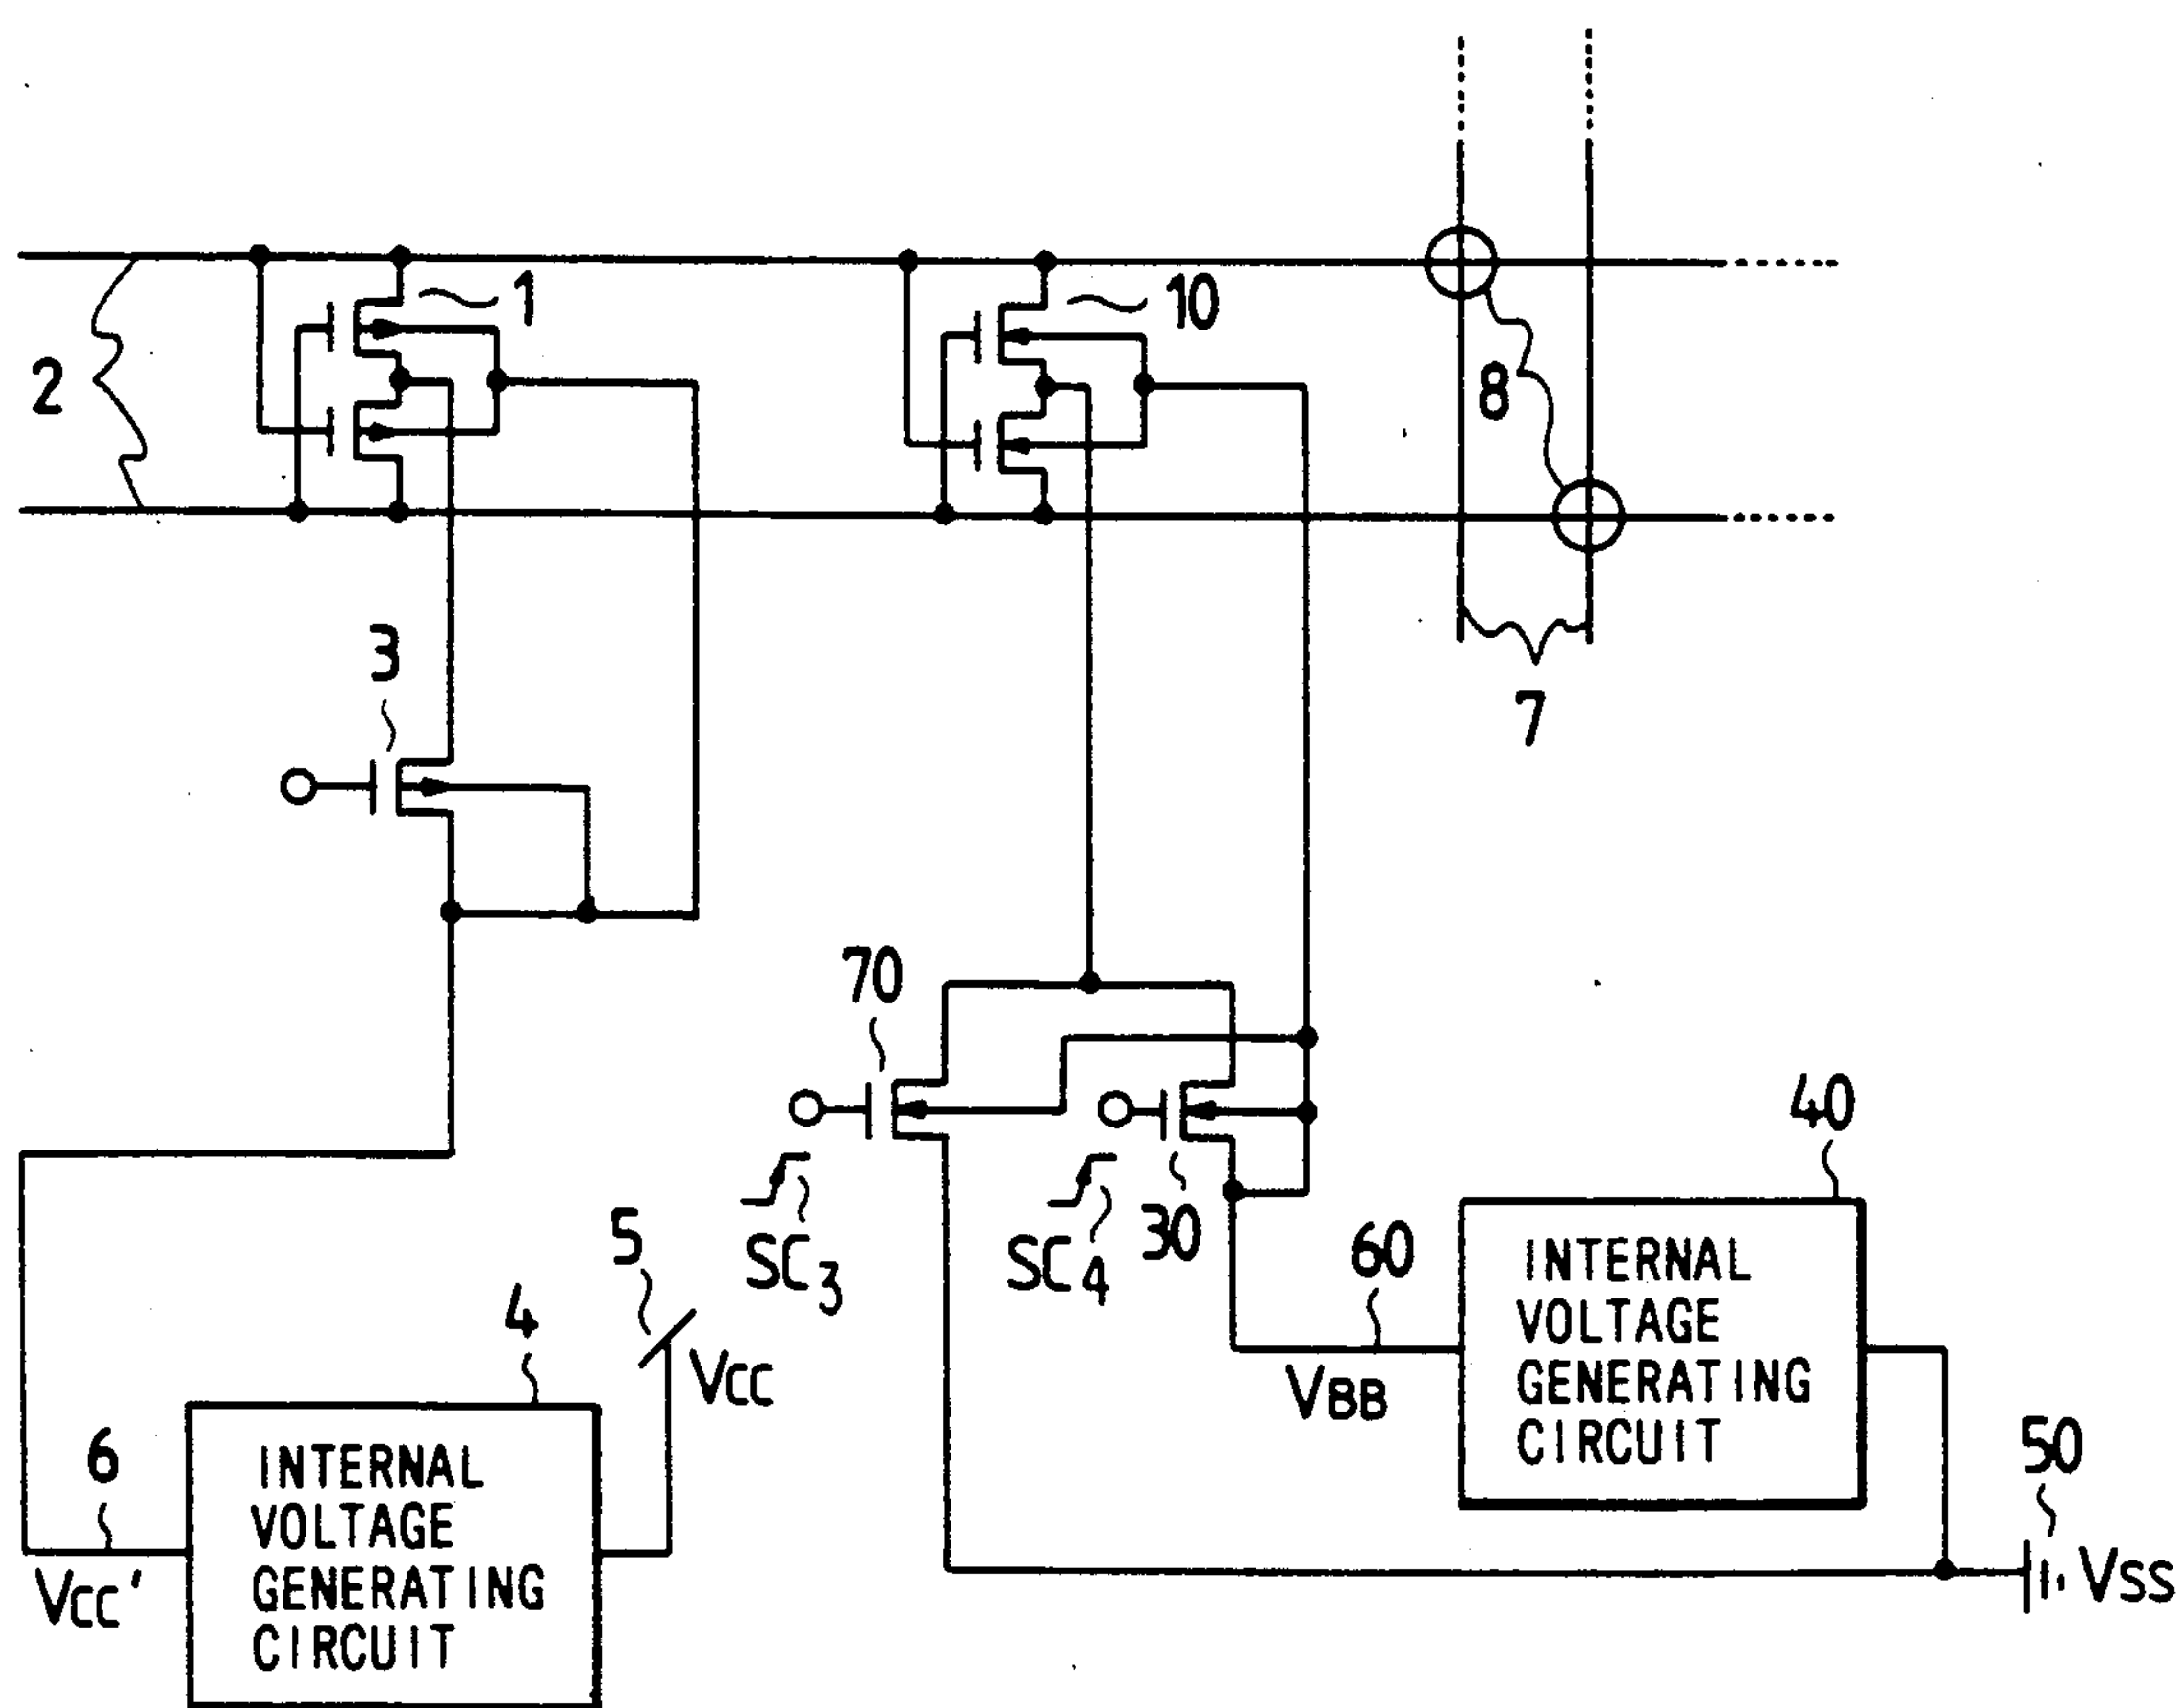 1
10
2
8
3
7
70
40
SC3
SC4
30
60
5
4
VCC
VBB
INTERNAL
VOLTAGE
GENERATING
CIRCUIT
50
VSS
6
VCC'
INTERNAL
VOLTAGE
GENERATING
CIRCUIT